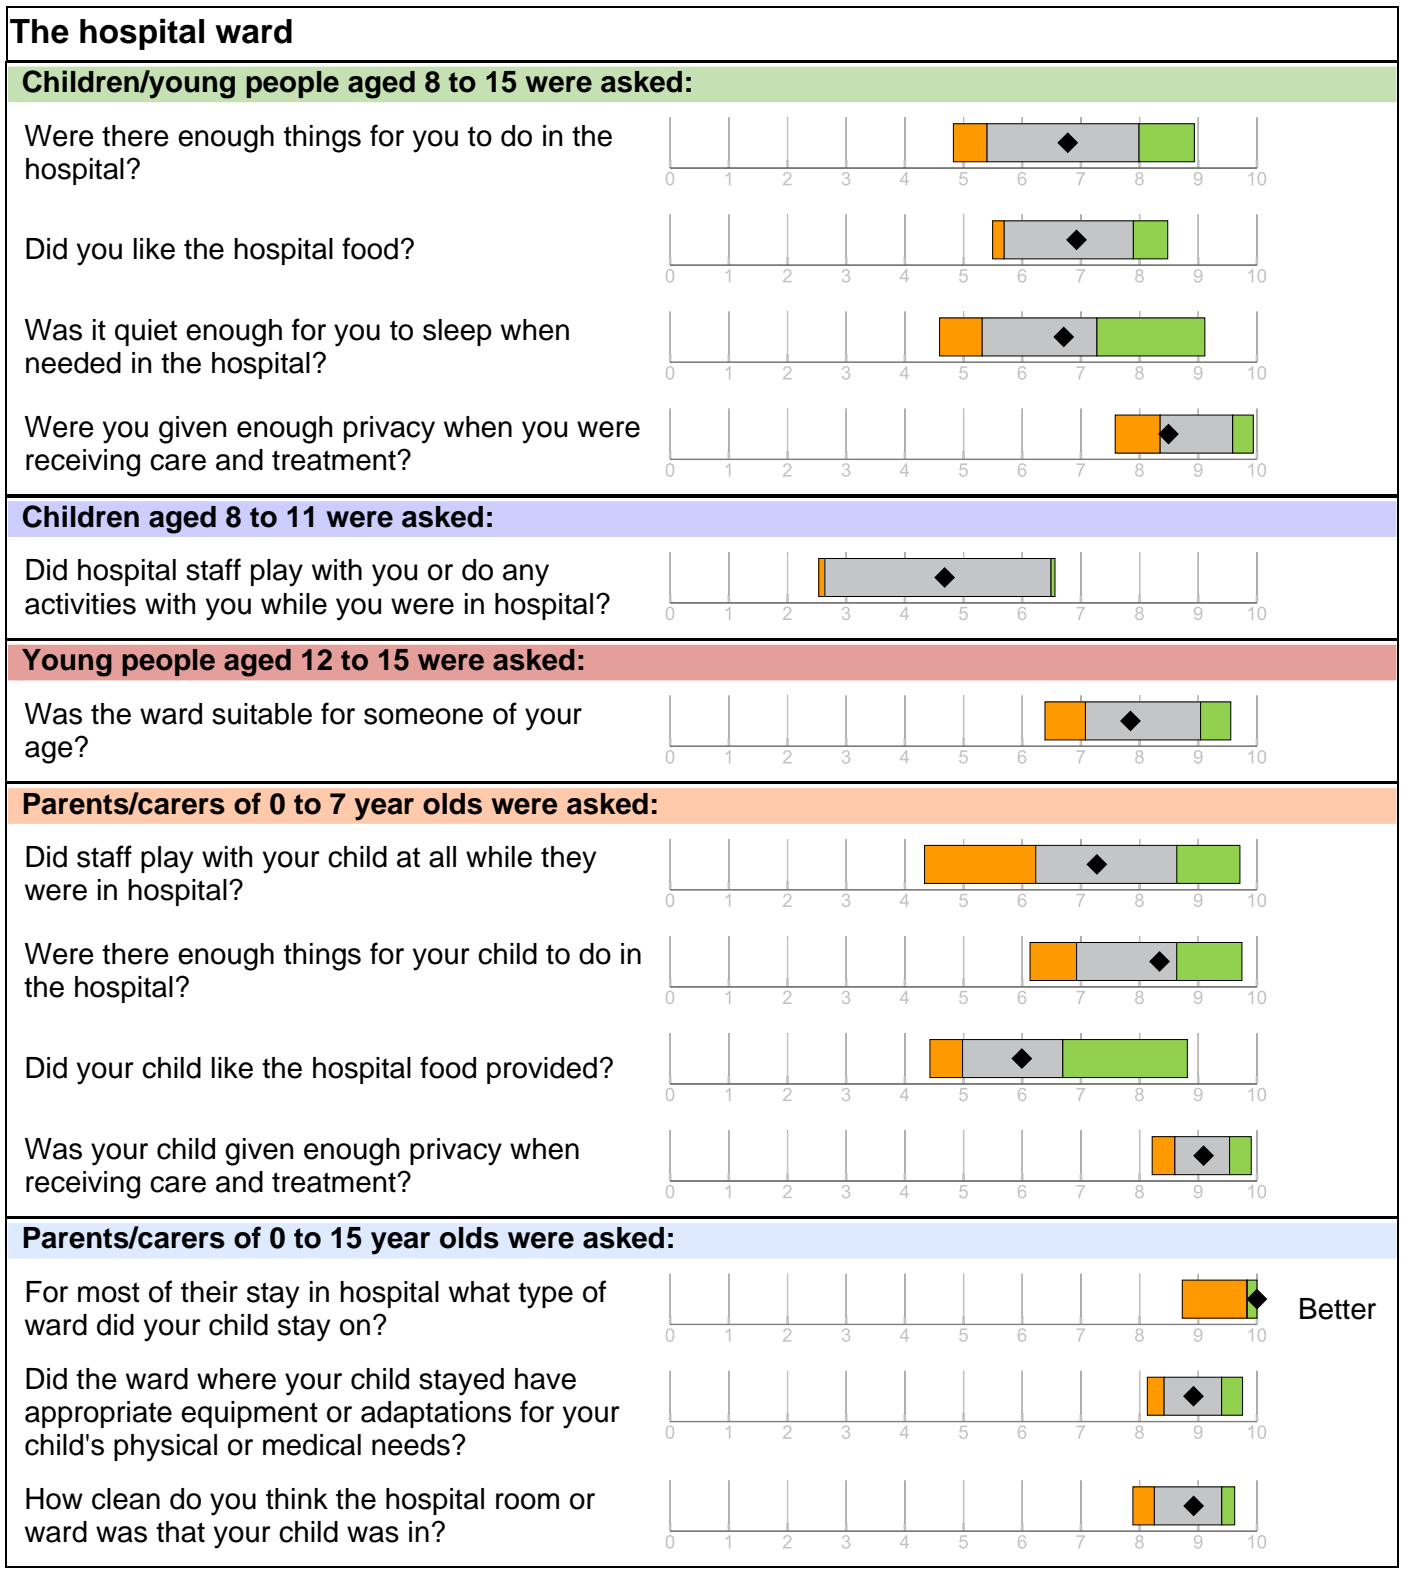 The hospital ward
Children/young people aged 8 to 15 were asked:
Were there enough things for you to do in the
hospital?
0 1 2 3 4 5 6 7 8 9 10
Did you like the hospital food?
0 1 2 3 4 5 6 7 8 9 10
Was it quiet enough for you to sleep when
needed in the hospital?
0 1 2 3 4 5 6 7 8 9 10
Were you given enough privacy when you were
receiving care and treatment?
0 1 2 3 4 5 6 7 8 9 10
Children aged 8 to 11 were asked:
Did hospital staff play with you or do any
activities with you while you were in hospital?
0 1 2 3 4 5 6 7 8 9 10
Young people aged 12 to 15 were asked:
Was the ward suitable for someone of your
age?
0 1 2 3 4 5 6 7 8 9 10
Parents/carers of 0 to 7 year olds were asked:
Did staff play with your child at all while they
were in hospital?
0 1 2 3 4 5 6 7 8 9 10
Were there enough things for your child to do in
the hospital?
0 1 2 3 4 5 6 7 8 9 10
Did your child like the hospital food provided?
0 1 2 3 4 5 6 7 8 9 10
Was your child given enough privacy when
receiving care and treatment?
0 1 2 3 4 5 6 7 8 9 10
Parents/carers of 0 to 15 year olds were asked:
For most of their stay in hospital what type of
ward did your child stay on?
0 1 2 3 4 5 6 7 8 9 10
Better
Did the ward where your child stayed have
appropriate equipment or adaptations for your
child's physical or medical needs?
0 1 2 3 4 5 6 7 8 9 10
How clean do you think the hospital room or
ward was that your child was in?
0 1 2 3 4 5 6 7 8 9 10